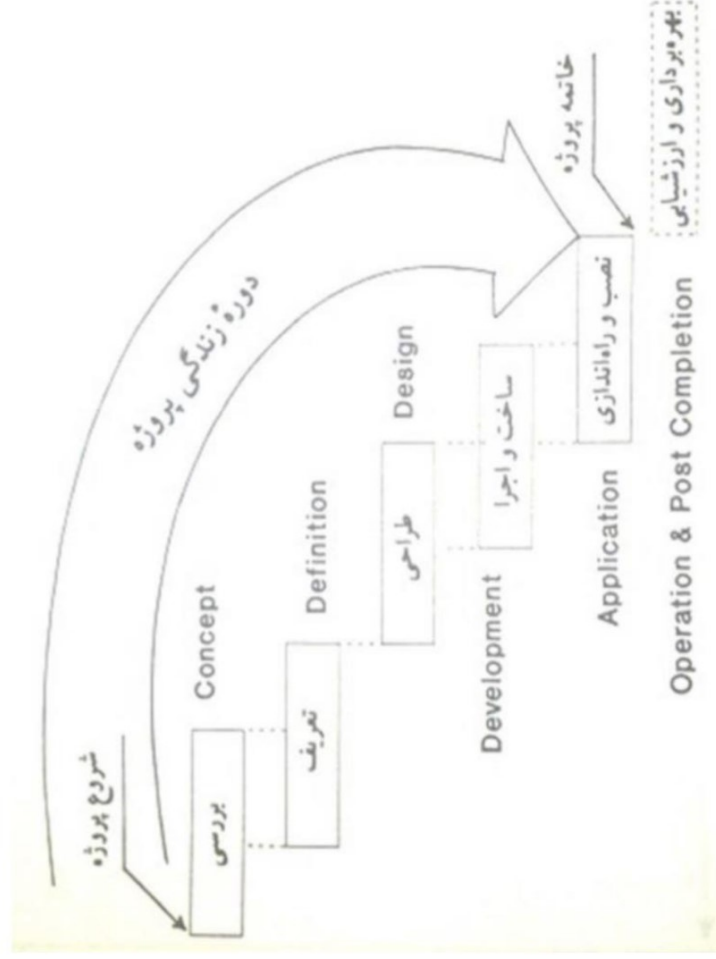 شروع پروژه
دوره زندگی پروژه
بررسی
Concept
تعریف
Definition
طراحی
Design
ساخت و اجرا
Development
نصب و راه‌اندازی
Application
خاتمه پروژه
بهره‌برداری و ارزشیابی
Operation & Post Completion